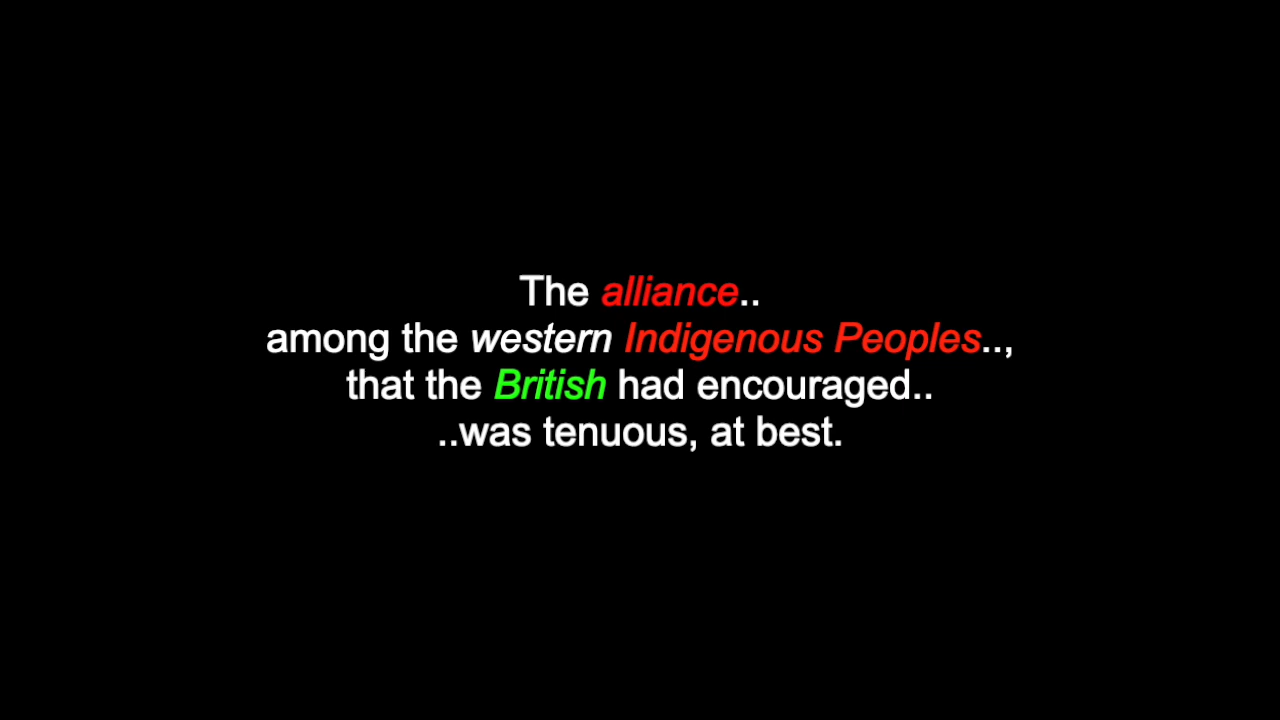 The alliance..
among the western Indigenous Peoples..,
that the British had encouraged..
..was tenuous, at best.